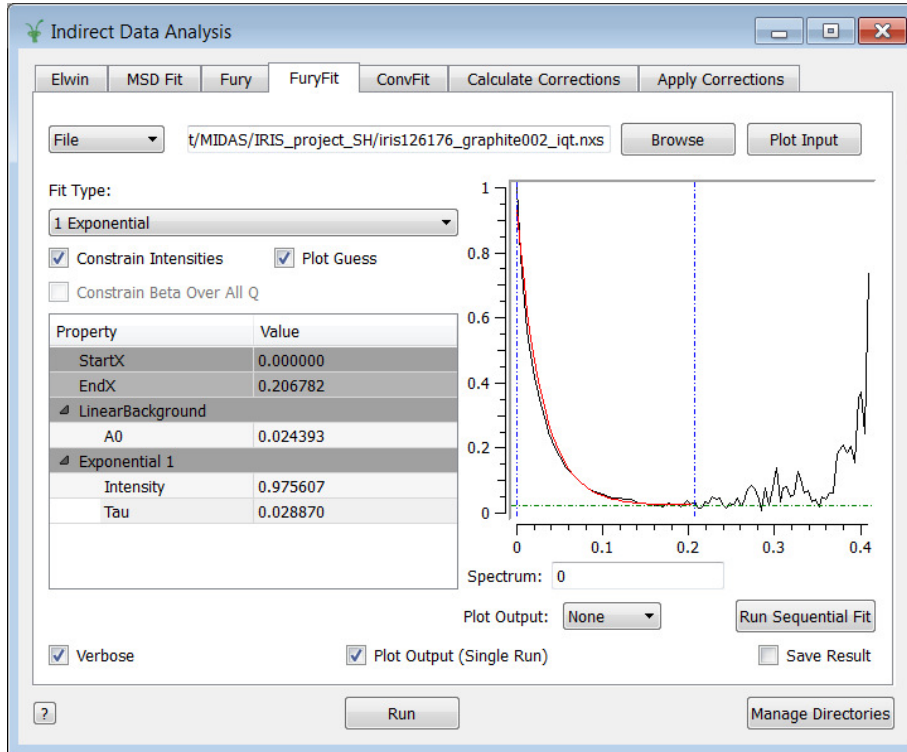 Indirect Data Analysis
Elwin MSD Fit Fury FuryFit ConvFit Calculate Corrections Apply Corrections
File t/MIDAS/IRIS_project_SH/iris126176_graphite002_iqt.nxs Browse Plot Input
Fit Type:
1 Exponential
Constrain Intensities Plot Guess
Constrain Beta Over All Q
Property Value
StartX 0.000000
EndX 0.206782
LinearBackground
A0 0.024393
Exponential 1
Intensity 0.975607
Tau 0.028870
1
0.8
0.6
0.4
0.2
0
0 0.1 0.2 0.3 0.4
Spectrum: 0
Plot Output: None Run Sequential Fit
Verbose Plot Output (Single Run) Save Result
? Run Manage Directories